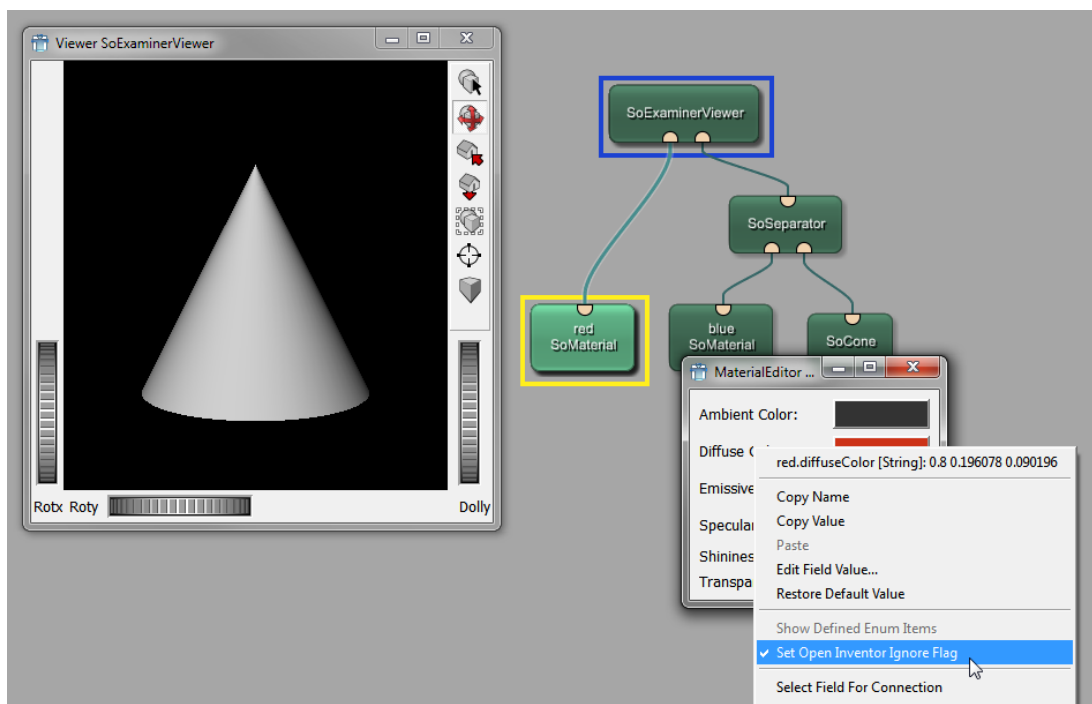 Viewer SoExaminerViewer
Rotx Roty
Dolly
SoExaminerViewer
SoSeparator
red
SoMaterial
blue
SoMaterial
SoCone
MaterialEditor ...
Ambient Color:
Diffuse
Emissive
Specular
Shinines
Transpa
red.diffuseColor [String]: 0.8 0.196078 0.090196
Copy Name
Copy Value
Paste
Edit Field Value...
Restore Default Value
Show Defined Enum Items
Set Open Inventor Ignore Flag
Select Field For Connection